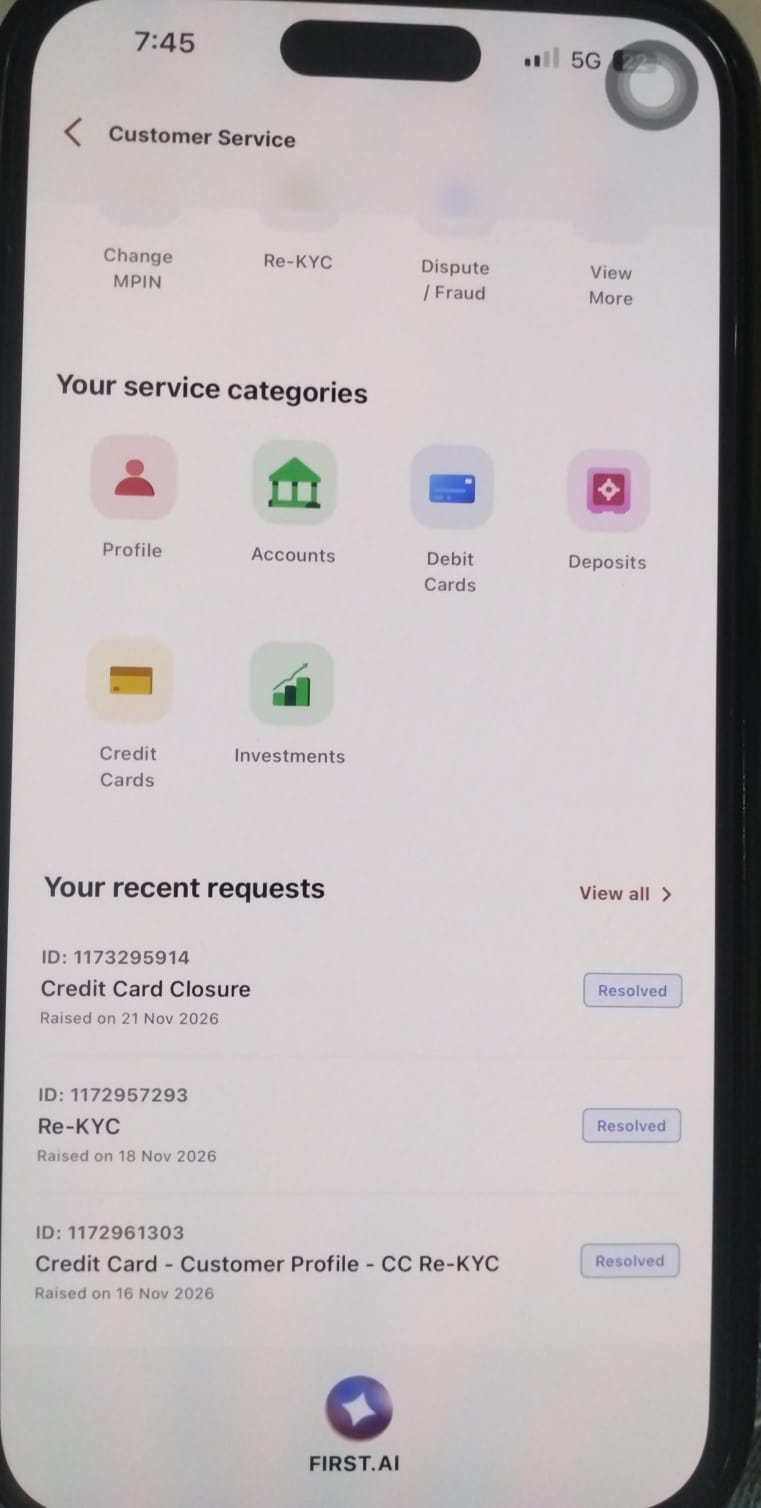 7:45
5G
22
Customer Service
Change
MPIN
Re-KYC
Dispute
/ Fraud
View
More
Your service categories
Profile
Accounts
Debit
Cards
Deposits
Credit
Cards
Investments
Your recent requests
View all
ID: 1173295914
Credit Card Closure
Resolved
Raised on 21 Nov 2026
ID: 1172957293
Re-KYC
Resolved
Raised on 18 Nov 2026
ID: 1172961303
Credit Card - Customer Profile - CC Re-KYC
Resolved
Raised on 16 Nov 2026
FIRST.AI